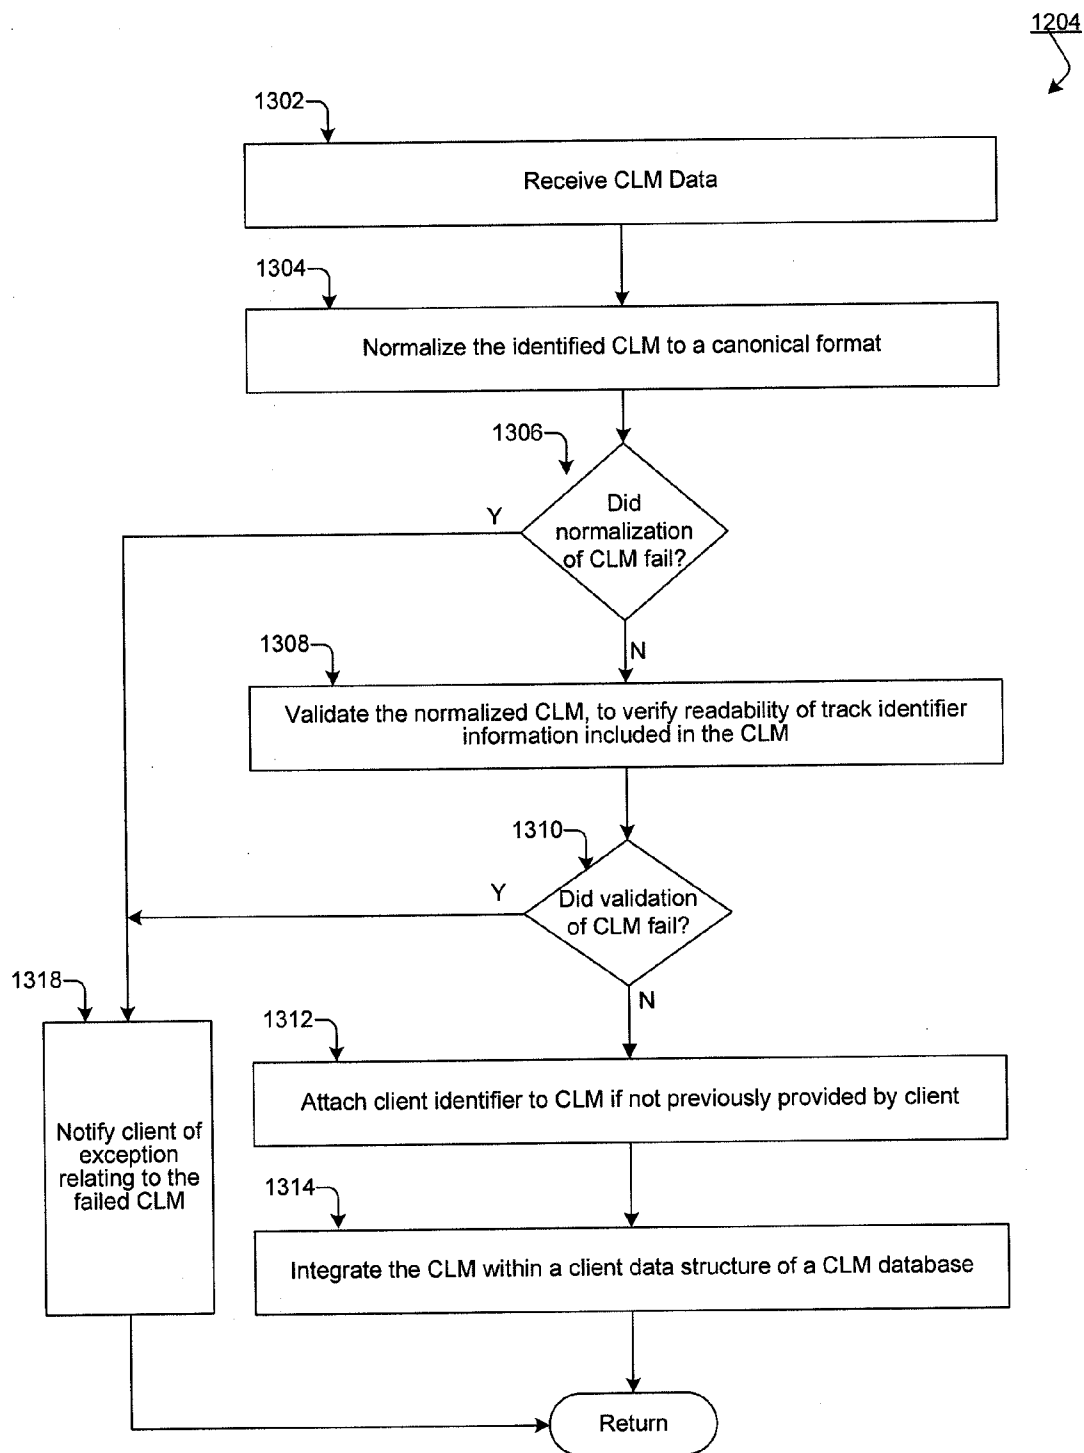 1204
1302
Receive CLM Data
1304
Normalize the identified CLM to a canonical format
1306
Did
normalization
of CLM fail?
Y
N
1308
Validate the normalized CLM, to verify readability of track identifier
information included in the CLM
1310
Did validation
of CLM fail?
Y
N
1318
Notify client of
exception
relating to the
failed CLM
1312
Attach client identifier to CLM if not previously provided by client
1314
Integrate the CLM within a client data structure of a CLM database
Return